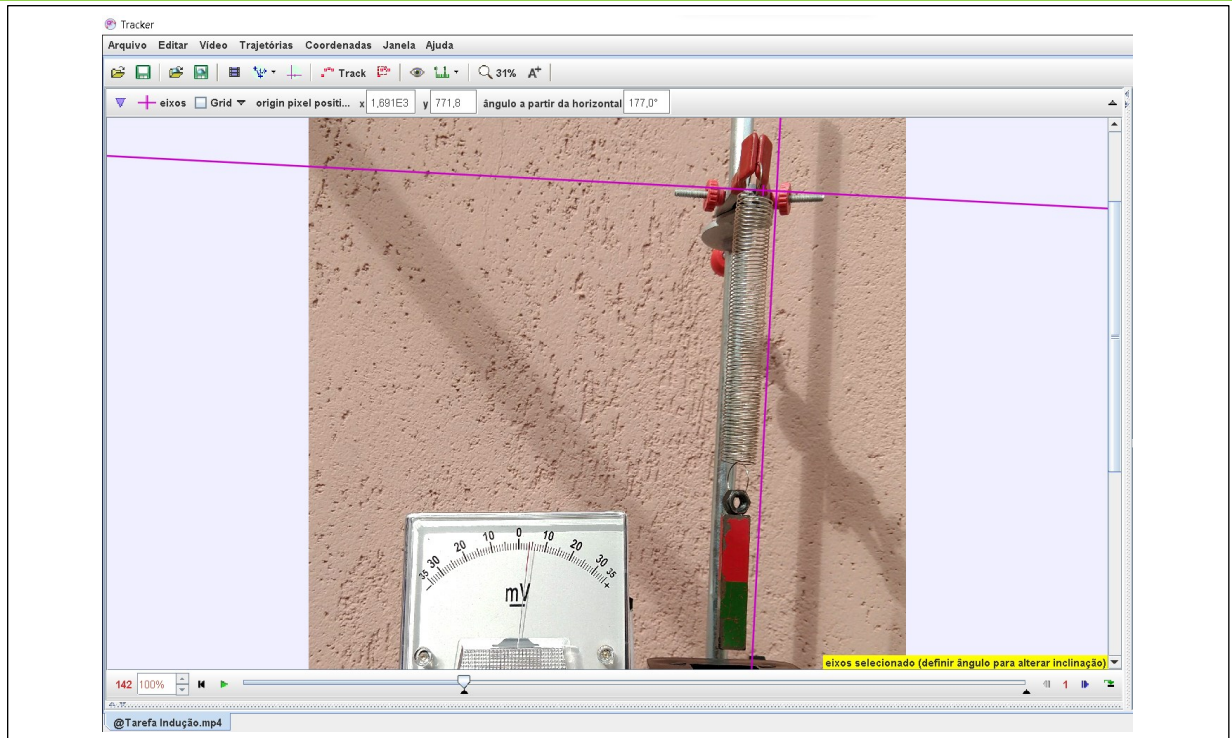 Tracker
Arquivo Editar Vídeo Trajetórias Coordenadas Janela Ajuda
Track 31% A+
eixos Grid origin pixel positi... x 1,691E3 y 771,8 ângulo a partir da horizontal 177,0°
35 30 20 10 0 10 20 30 35
- +
mV
eixos selecionado (definir ângulo para alterar inclinação)
142 100% 1
@Tarefa Indução.mp4